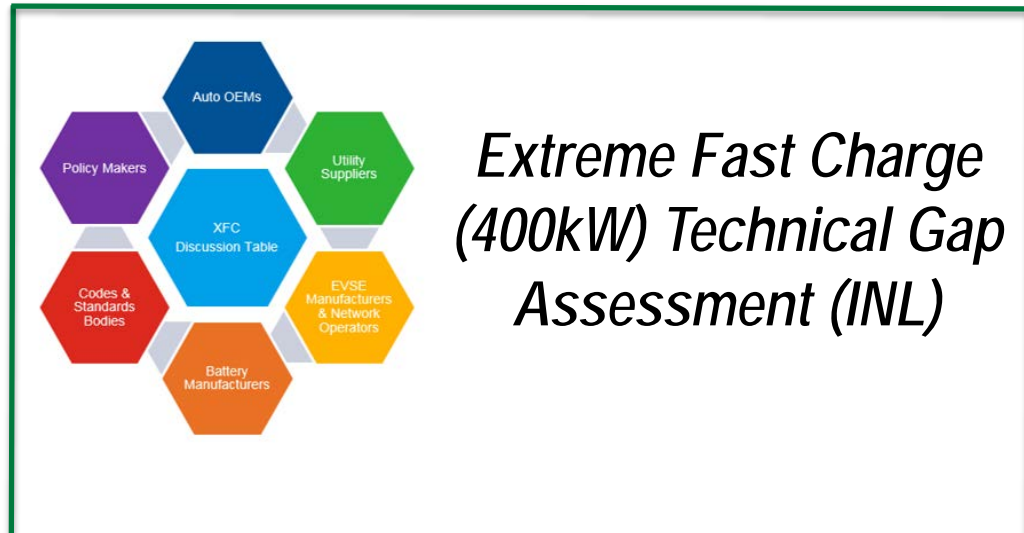 Auto OEMs
Policy Makers
Utility
Suppliers
XFC
Discussion Table
Codes &
Standards
Bodies
EVSE
Manufacturers
& Network
Operators
Battery
Manufacturers
Extreme Fast Charge
(400kW) Technical Gap
Assessment (INL)